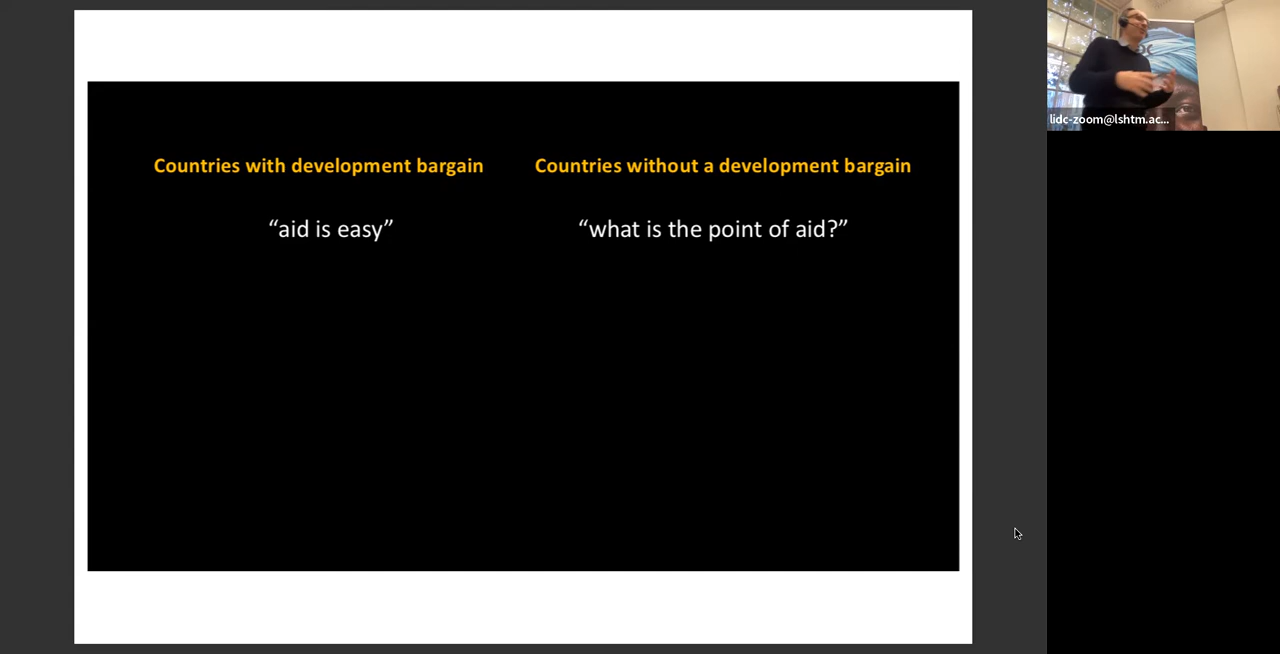 Countries with development bargain
Countries without a development bargain
“aid is easy”
“what is the point of aid?”
lidc-zoom@lshtm.ac...